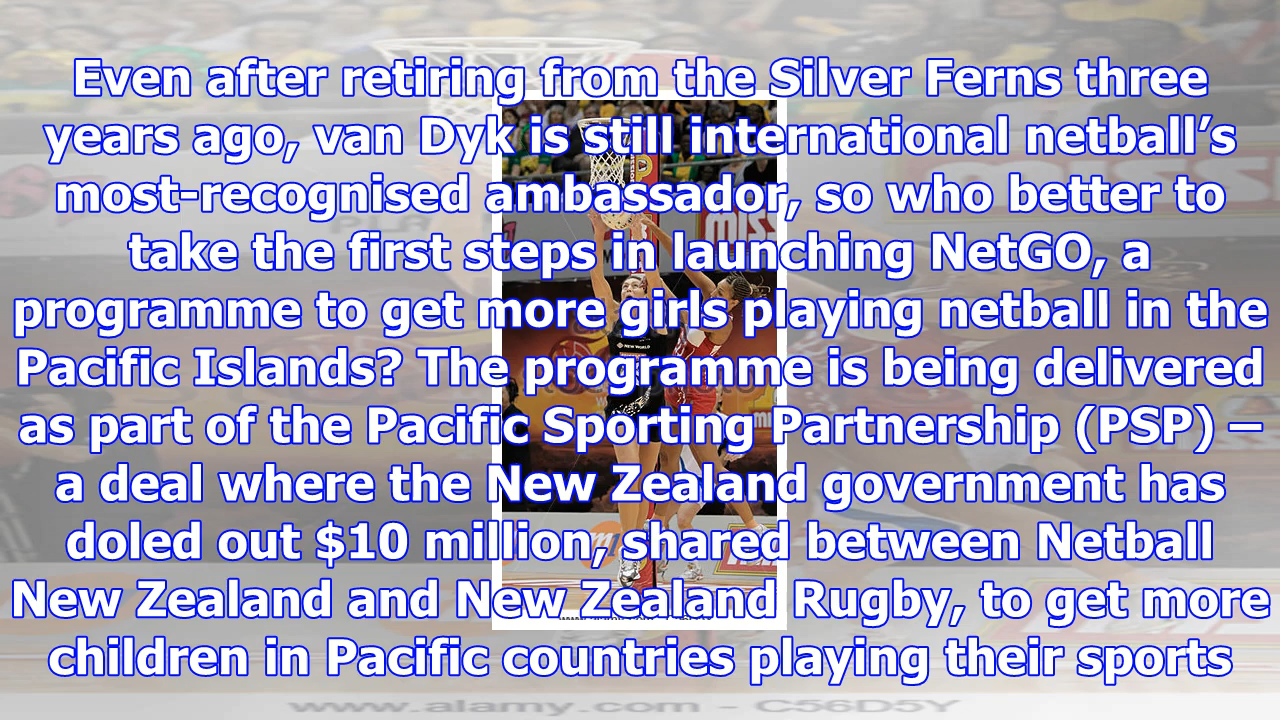 Even after retiring from the Silver Ferns three
years ago, van Dyk is still international netball’s
most-recognised ambassador, so who better to
take the first steps in launching NetGO, a
programme to get more girls playing netball in the
Pacific Islands? The programme is being delivered
as part of the Pacific Sporting Partnership (PSP) –
a deal where the New Zealand government has
doled out $10 million, shared between Netball
New Zealand and New Zealand Rugby, to get more
children in Pacific countries playing their sports
NEW WORLD
www.alamy.com - C56D5Y